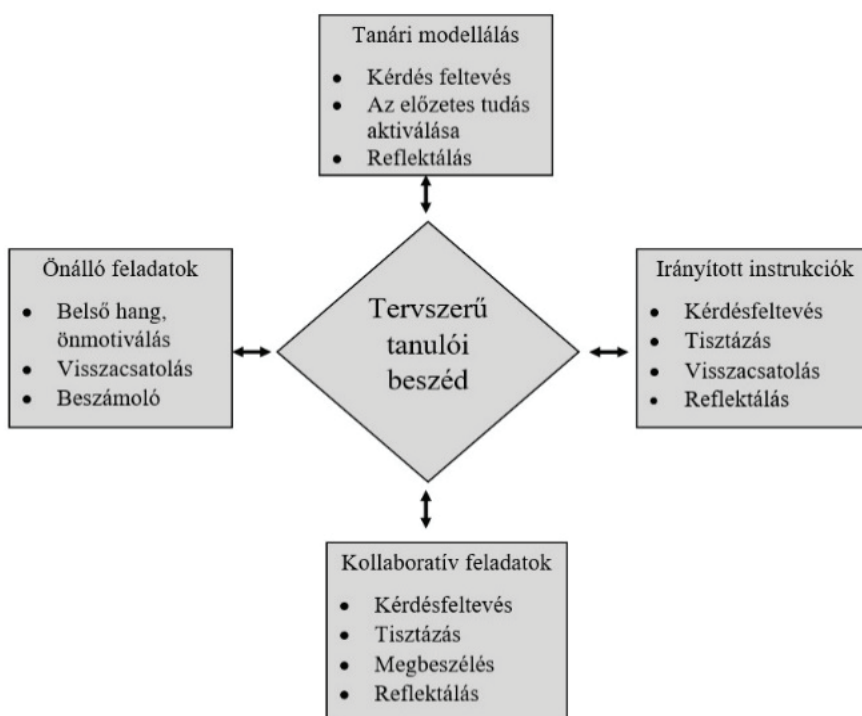 Tanári modellálás
• Kérdés feltevés
• Az előzetes tudás
aktiválása
• Reflektálás
Önálló feladatok
• Belső hang,
önmotiválás
• Visszacsatolás
• Beszámoló
Tervszerű
tanulói
beszéd
Irányított instrukciók
• Kérdésfeltevés
• Tisztázás
• Visszacsatolás
• Reflektálás
Kollaboratív feladatok
• Kérdésfeltevés
• Tisztázás
• Megbeszélés
• Reflektálás